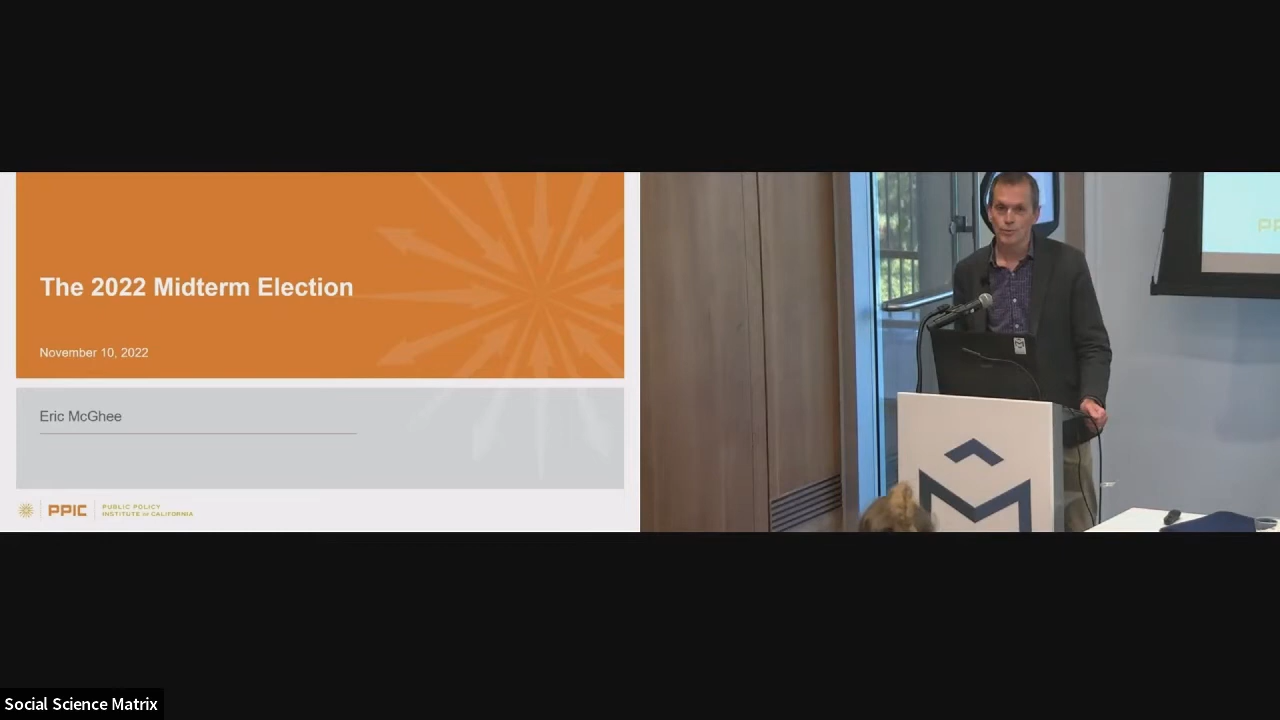 The 2022 Midterm Election
November 10, 2022
Eric McGhee
PPIC
PUBLIC POLICY
INSTITUTE OF CALIFORNIA
Social Science Matrix